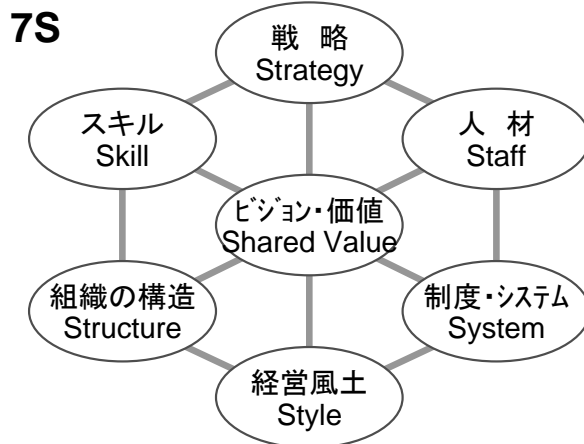 7S
戦 略
Strategy
スキル
Skill
人 材
Staff
ビジョン・価値
Shared Value
組織の構造
Structure
制度・システム
System
経営風土
Style